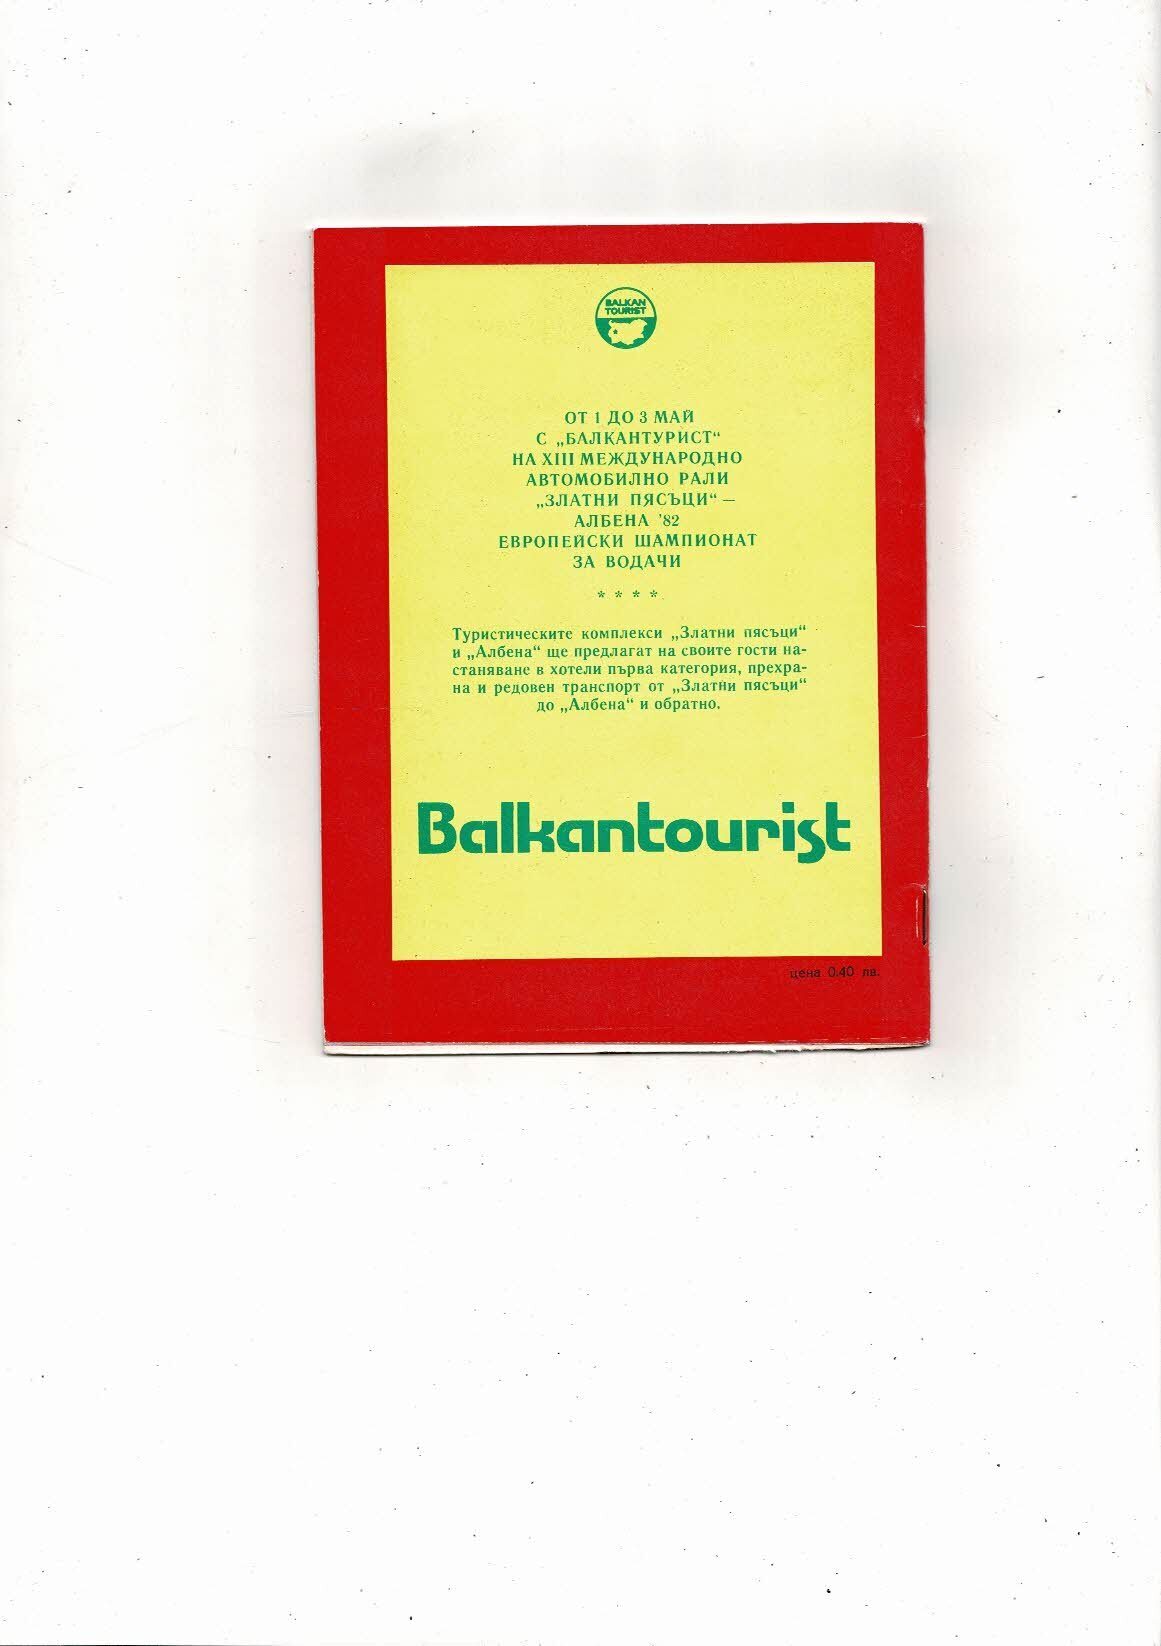 BALKAN
TOURIST
ОТ 1 ДО 3 МАЙ
С „БАЛКАНТУРИСТ“
НА XIII МЕЖДУНАРОДНО
АВТОМОБИЛНО РАЛИ
„ЗЛАТНИ ПЯСЪЦИ“ —
АЛБЕНА '82
ЕВРОПЕЙСКИ ШАМПИОНАТ
ЗА ВОДАЧИ
* * * *
Туристическите комплекси „Златни пясъци“
и „Албена“ ще предлагат на своите гости на-
станяване в хотели първа категория, прехра-
на и редовен транспорт от „Златни пясъци“
до „Албена“ и обратно.
Balkantourist
цена 0.40 лв.